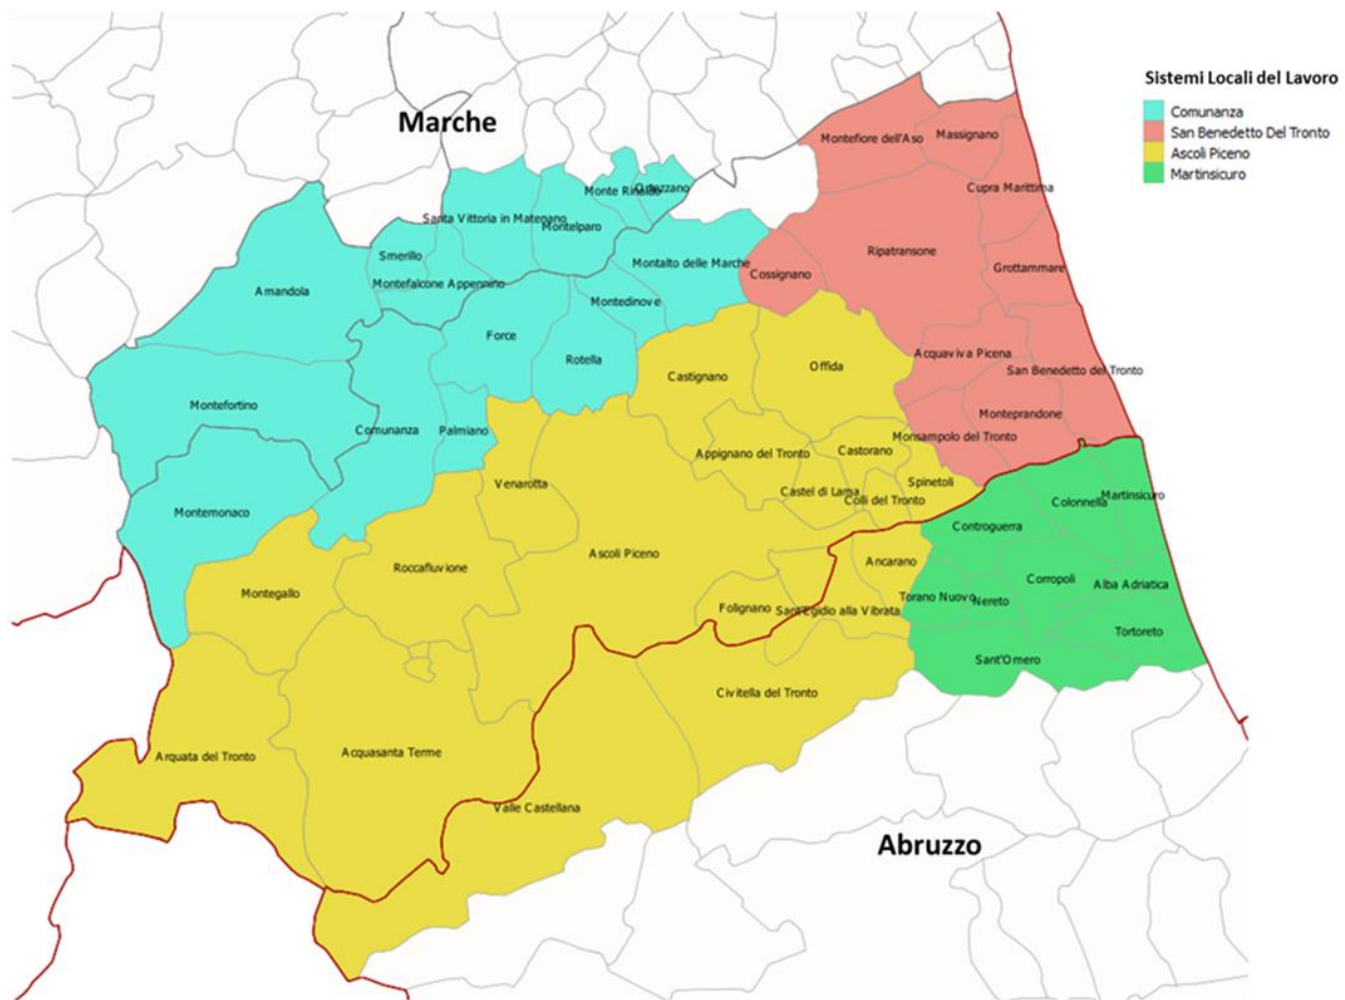 Sistemi Locali del Lavoro
Comunanza
San Benedetto Del Tronto
Ascoli Piceno
Martinsicuro
Marche
Montefiore dell'Aso
Massignano
Monte Rinaldo
Ortezzano
Cupra Marittima
Santa Vittoria in Matenano
Montelparo
Smerillo
Ripatransone
Montalto delle Marche
Grottammare
Cossignano
Montefalcone Appennino
Amandola
Montedinove
Force
Acquaviva Picena
Rotella
Offida
San Benedetto del Tronto
Castignano
Montefortino
Monteprandone
Comunanza
Palmiano
Monsampolo del Tronto
Appignano del Tronto
Castorano
Venarotta
Spinetoli
Castel di Lama
Colli del Tronto
Martinsicuro
Colonnella
Montemonaco
Controguerra
Ascoli Piceno
Ancarano
Roccafluvione
Corropoli
Alba Adriatica
Montegallo
Torano Nuovo
Nereto
Folignano
Sant'Egidio alla Vibrata
Tortoreto
Sant'Omero
Civitella del Tronto
Acquasanta Terme
Arquata del Tronto
Valle Castellana
Abruzzo